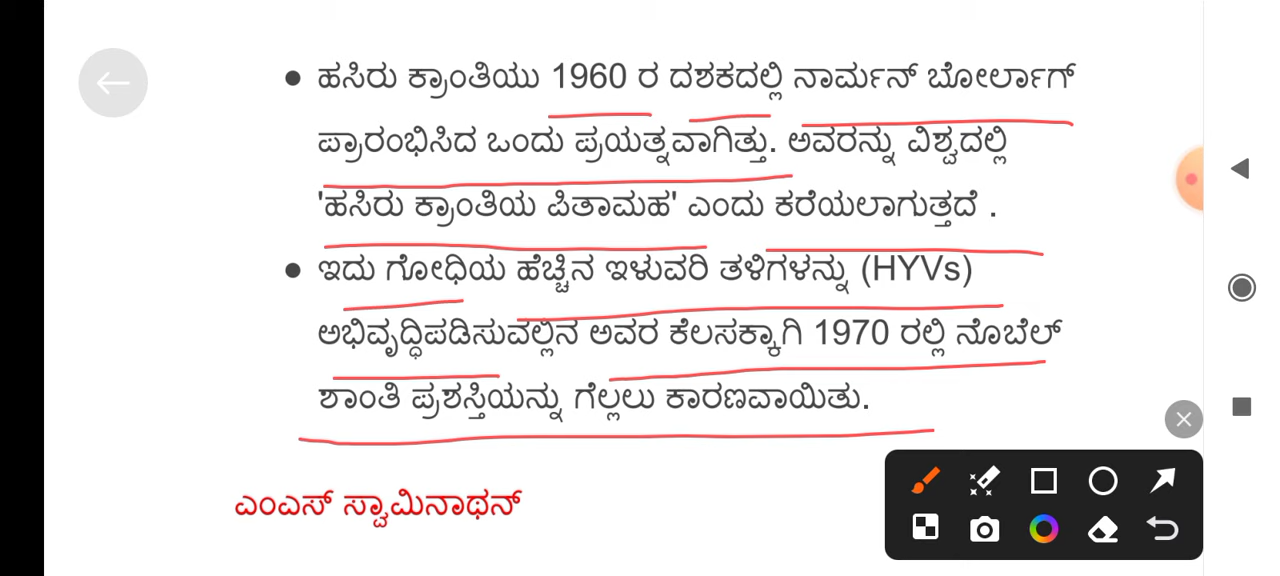 ಹಸಿರು ಕ್ರಾಂತಿಯು 1960 ರ ದಶಕದಲ್ಲಿ ನಾರ್ಮನ್ ಬೋರ್ಲಾಗ್
ಪ್ರಾರಂಭಿಸಿದ ಒಂದು ಪ್ರಯತ್ನವಾಗಿತ್ತು. ಅವರನ್ನು ವಿಶ್ವದಲ್ಲಿ
'ಹಸಿರು ಕ್ರಾಂತಿಯ ಪಿತಾಮಹ' ಎಂದು ಕರೆಯಲಾಗುತ್ತದೆ .
ಇದು ಗೋಧಿಯ ಹೆಚ್ಚಿನ ಇಳುವರಿ ತಳಿಗಳನ್ನು (HYVs)
ಅಭಿವೃದ್ಧಿಪಡಿಸುವಲ್ಲಿನ ಅವರ ಕೆಲಸಕ್ಕಾಗಿ 1970 ರಲ್ಲಿ ನೊಬೆಲ್
ಶಾಂತಿ ಪ್ರಶಸ್ತಿಯನ್ನು ಗೆಲ್ಲಲು ಕಾರಣವಾಯಿತು.
ಎಂಎಸ್ ಸ್ವಾಮಿನಾಥನ್